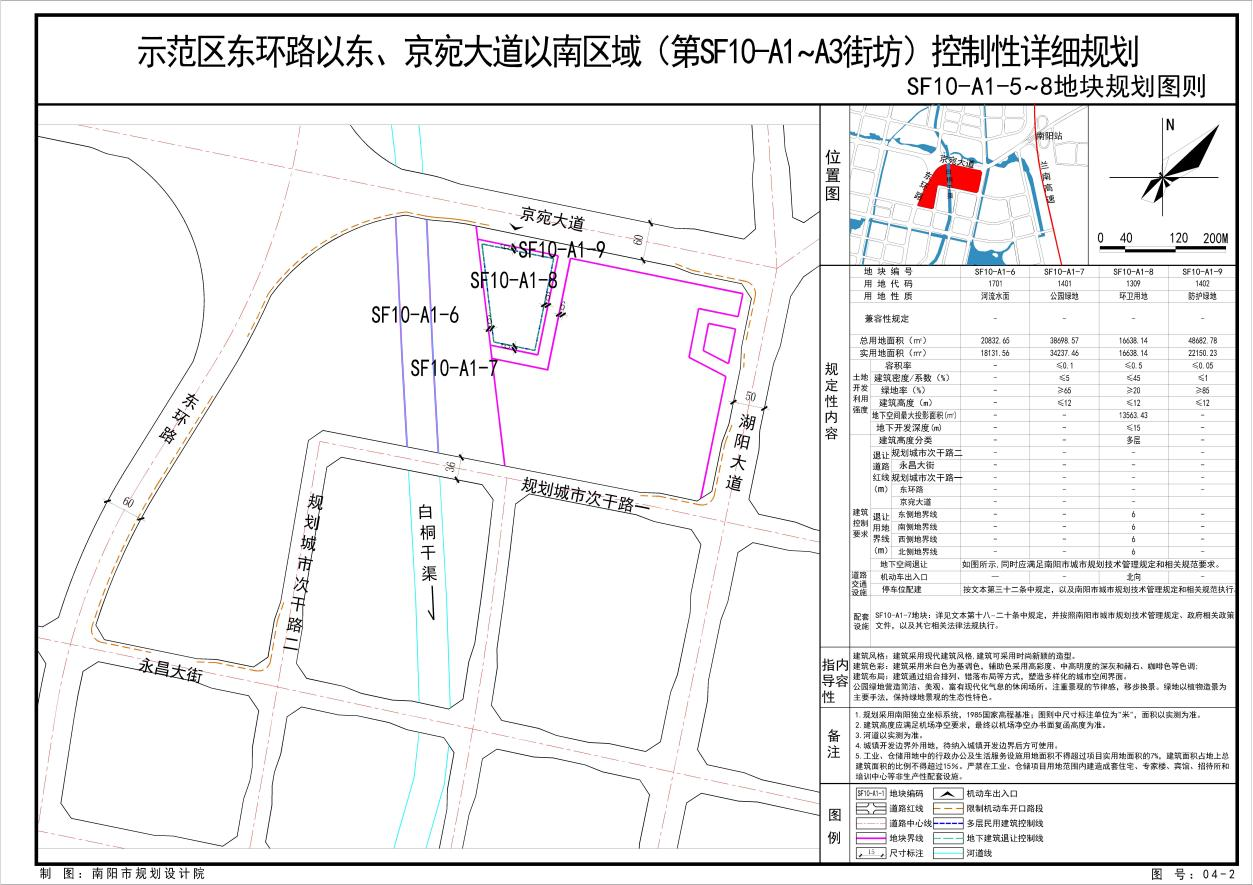 示范区东环路以东、京宛大道以南区域（第SF10-A1~A3街坊）控制性详细规划
SF10-A1-5~8地块规划图则
京宛大道
60
SF10-A1-9
SF10-A1-8
SF10-A1-6
SF10-A1-7
东环路
60
50
湖阳大道
36
规划城市次干路一
规划城市次干路二
白桐干渠
永昌大街
位置图
南阳站
京宛大道
东环路
兰南高速
N
0 40 120 200M
规定性内容
地块编号 SF10-A1-6 SF10-A1-7 SF10-A1-8 SF10-A1-9
用地代码 1701 1401 1309 1402
用地性质 河流水面 公园绿地 环卫用地 防护绿地
兼容性规定 - - - -
总用地面积（㎡） 20832.65 38698.57 16638.14 48682.78
实用地面积（㎡） 18131.56 34237.46 16638.14 22150.23
土地开发利用强度
容积率 - ≤0.1 ≤0.5 ≤0.05
建筑密度/系数（%） - ≤5 ≤45 ≤1
绿地率（%） - ≥65 ≥20 ≥85
建筑高度（m） - ≤12 ≤12 ≤12
地下空间最大投影面积(㎡) - - 13563.43
地下开发深度(m) - - ≤15
建筑控制要求
建筑高度分类 - - 多层
退让道路红线(m)
规划城市次干路二 - - - -
永昌大街 - - - -
规划城市次干路一 - - - -
东环路 - - - -
京宛大道 - - - -
退让用地界线(m)
东侧地界线 - - 6 -
南侧地界线 - - 6 -
西侧地界线 - - 6 -
北侧地界线 - - 6 -
地下空间退让 如图所示,同时应满足南阳市城市规划技术管理规定和相关规范要求。
道路交通设施
机动车出入口 — - 北向 -
停车位配建 按文本第三十二条中规定，以及南阳市城市规划技术管理规定和相关规范执行
配套设施
SF10-A1-7地块：详见文本第十八-二十条中规定，并按照南阳市城市规划技术管理规定、政府相关政策
文件，以及其它相关法律法规执行。
指导性内容
建筑风格：建筑采用现代建筑风格,建筑可采用时尚新颖的造型。
建筑色彩：建筑采用米白色为基调色，辅助色采用高彩度、中高明度的深灰和赭石、咖啡色等色调;
建筑布局：建筑通过组合排列、错落布局等方式，塑造多样化的城市空间界面。
公园绿地营造简洁、美观，富有现代化气息的休闲场所。注重景观的节律感，移步换景。绿地以植物造景为
主要手法，保持绿地景观的生态性特色。
备注
1.规划采用南阳独立坐标系统，1985国家高程基准；图则中尺寸标注单位为"米"，面积以实测为准。
2.建筑高度应满足机场净空要求，最终以机场净空办书面复函高度为准。
3.河道以实测为准。
4.城镇开发边界外用地，待纳入城镇开发边界后方可使用。
5.工业、仓储用地中的行政办公及生活服务设施用地面积不得超过项目实用地面积的7%，建筑面积占地上总
建筑面积的比例不得超过15%。严禁在工业、仓储项目用地范围内建造成套住宅、专家楼、宾馆、招待所和
培训中心等非生产性配套设施。
图例
SF10-A1-1 地块编码 机动车出入口
道路红线 限制机动车开口路段
道路中心线 多层民用建筑控制线
地块界线 地下建筑退让控制线
15 尺寸标注 河道线
制 图：南阳市规划设计院
图 号：04-2